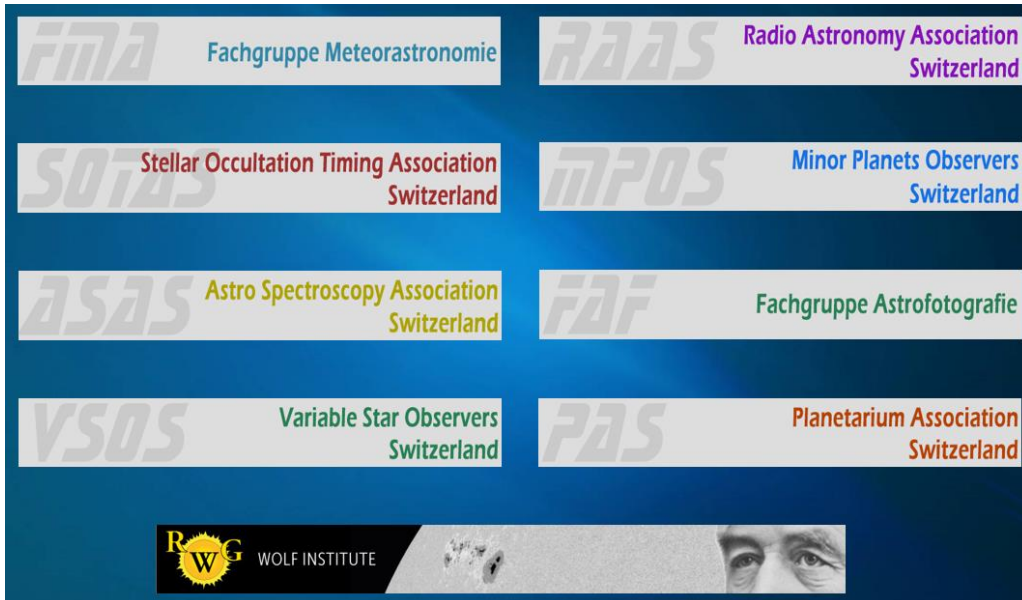 FMA
Fachgruppe Meteorastronomie
RAAS
Radio Astronomy Association
Switzerland
SOTAS
Stellar Occultation Timing Association
Switzerland
MPOS
Minor Planets Observers
Switzerland
ASAS
Astro Spectroscopy Association
Switzerland
FAF
Fachgruppe Astrofotografie
VSOS
Variable Star Observers
Switzerland
PAS
Planetarium Association
Switzerland
RWG
WOLF INSTITUTE